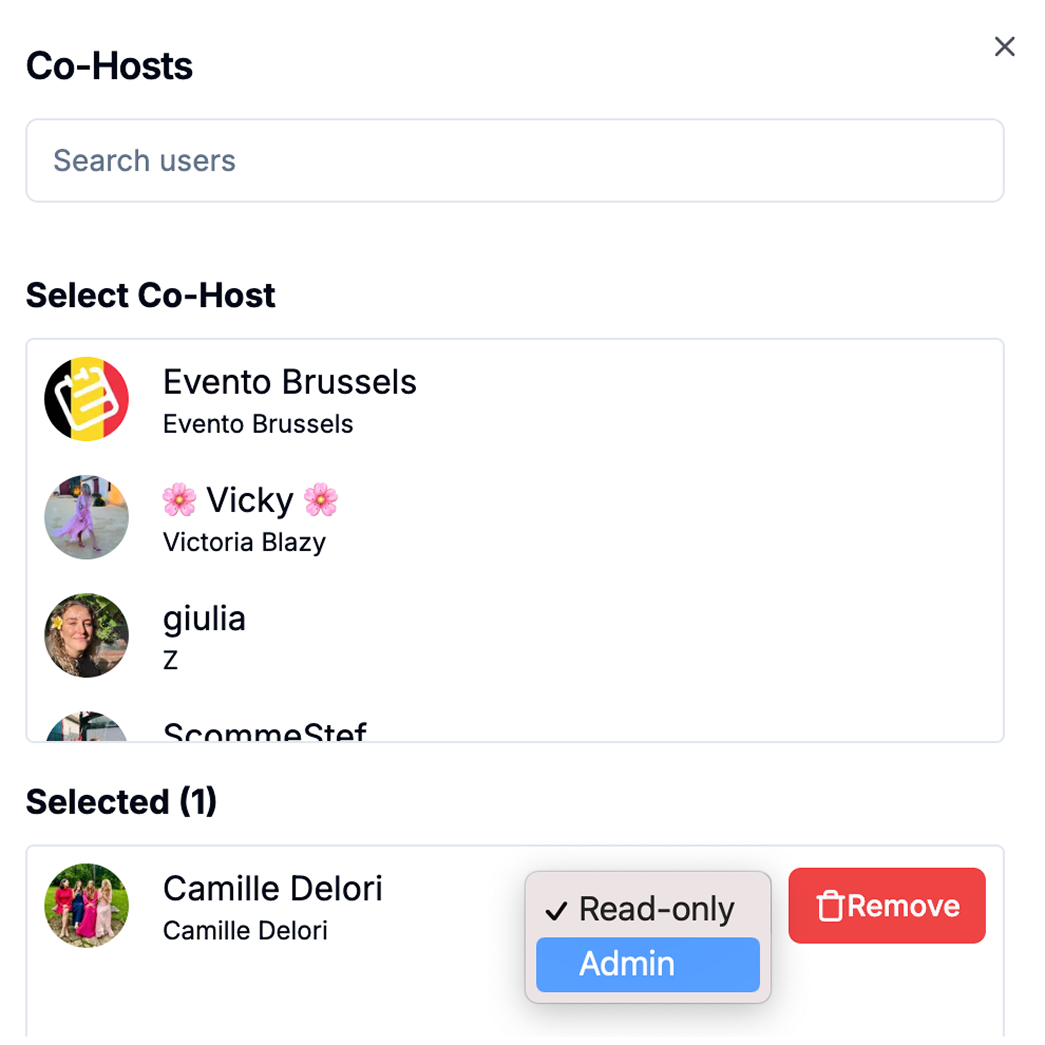 Co-Hosts
Search users
Select Co-Host
Evento Brussels
Evento Brussels
🌸 Vicky 🌸
Victoria Blazy
giulia
Z
ScommeStef
Selected (1)
Camille Delori
Camille Delori
✓ Read-only
Admin
Remove